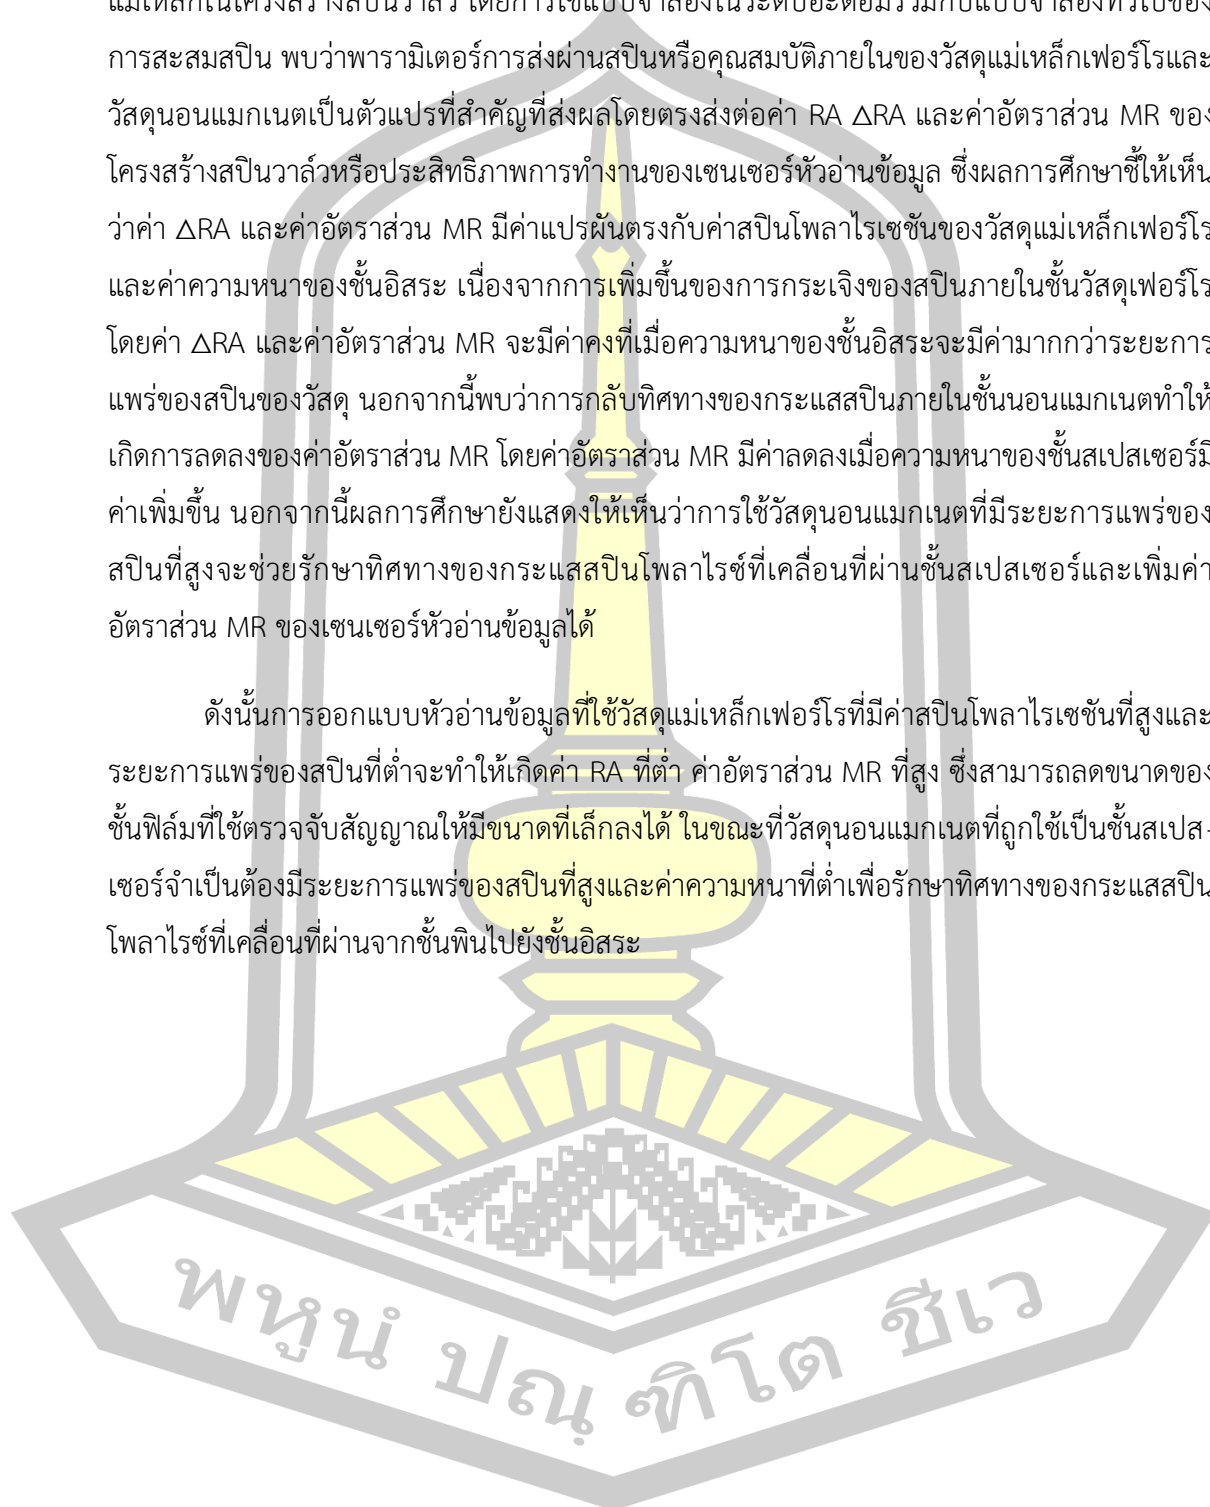 แม่เหล็กในโครงสร้างสปินวาล์ว โดยการใช้แบบจำลองในระดับอะตอมร่วมกับแบบจำลองทั่วไปของ
การสะสมสปิน พบว่าพารามิเตอร์การส่งผ่านสปินหรือคุณสมบัติภายในของวัสดุแม่เหล็กเฟอร์โรและ
วัสดุนอนแมกเนตเป็นตัวแปรที่สำคัญที่ส่งผลโดยตรงส่งต่อค่า RA ΔRA และค่าอัตราส่วน MR ของ
โครงสร้างสปินวาล์วหรือประสิทธิภาพการทำงานของเซนเซอร์หัวอ่านข้อมูล ซึ่งผลการศึกษาชี้ให้เห็น
ว่าค่า ΔRA และค่าอัตราส่วน MR มีค่าแปรผันตรงกับค่าสปินโพลาไรเซชันของวัสดุแม่เหล็กเฟอร์โร
และค่าความหนาของชั้นอิสระ เนื่องจากการเพิ่มขึ้นของการกระเจิงของสปินภายในชั้นวัสดุเฟอร์โร
โดยค่า ΔRA และค่าอัตราส่วน MR จะมีค่าคงที่เมื่อความหนาของชั้นอิสระจะมีค่ามากกว่าระยะการ
แพร่ของสปินของวัสดุ นอกจากนี้พบว่าการกลับทิศทางของกระแสสปินภายในชั้นนอนแมกเนตทำให้
เกิดการลดลงของค่าอัตราส่วน MR โดยค่าอัตราส่วน MR มีค่าลดลงเมื่อความหนาของชั้นสเปสเซอร์มี
ค่าเพิ่มขึ้น นอกจากนี้ผลการศึกษายังแสดงให้เห็นว่าการใช้วัสดุนอนแมกเนตที่มีระยะการแพร่ของ
สปินที่สูงจะช่วยรักษาทิศทางของกระแสสปินโพลาไรซ์ที่เคลื่อนที่ผ่านชั้นสเปสเซอร์และเพิ่มค่า
อัตราส่วน MR ของเซนเซอร์หัวอ่านข้อมูลได้
ดังนั้นการออกแบบหัวอ่านข้อมูลที่ใช้วัสดุแม่เหล็กเฟอร์โรที่มีค่าสปินโพลาไรเซชันที่สูงและ
ระยะการแพร่ของสปินที่ต่ำจะทำให้เกิดค่า RA ที่ต่ำ ค่าอัตราส่วน MR ที่สูง ซึ่งสามารถลดขนาดของ
ชั้นฟิล์มที่ใช้ตรวจจับสัญญาณให้มีขนาดที่เล็กลงได้ ในขณะที่วัสดุนอนแมกเนตที่ถูกใช้เป็นชั้นสเปส-
เซอร์จำเป็นต้องมีระยะการแพร่ของสปินที่สูงและค่าความหนาที่ต่ำเพื่อรักษาทิศทางของกระแสสปิน
โพลาไรซ์ที่เคลื่อนที่ผ่านจากชั้นพินไปยังชั้นอิสระ
พหูนํ ปณฺฑิโต ชีเว